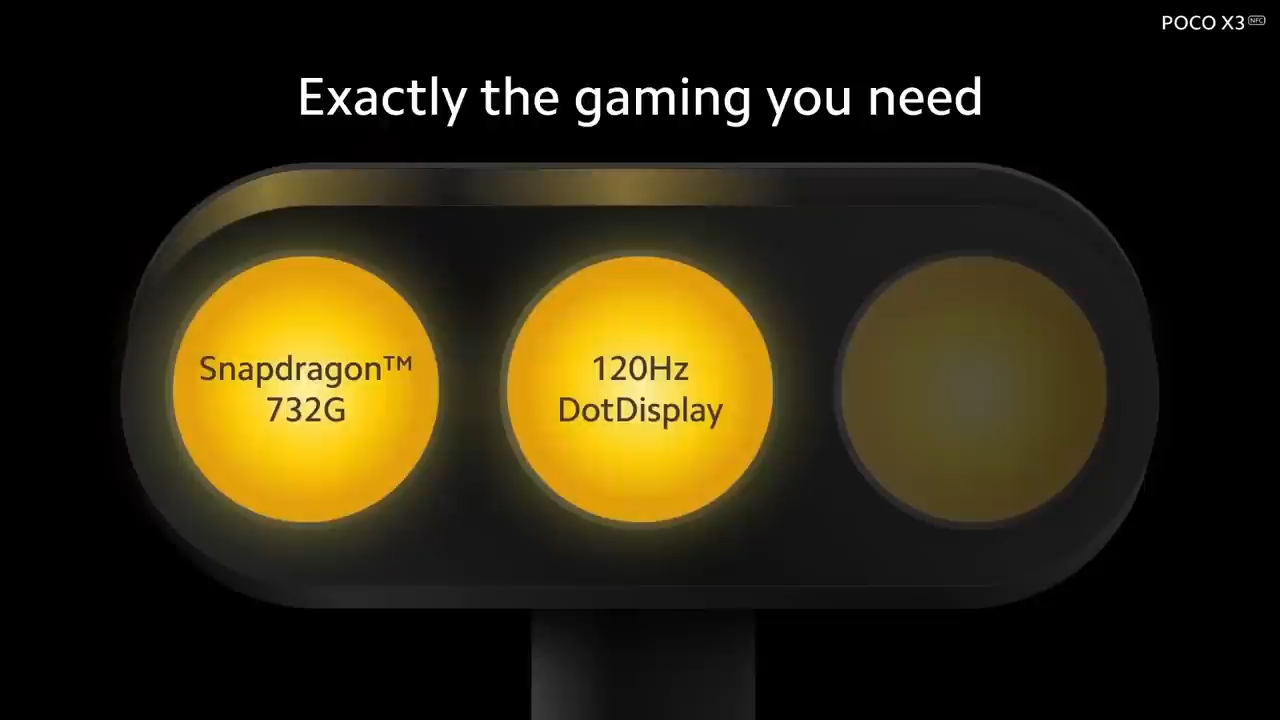 POCO X3 NFC
Exactly the gaming you need
Snapdragon™
732G
120Hz
DotDisplay